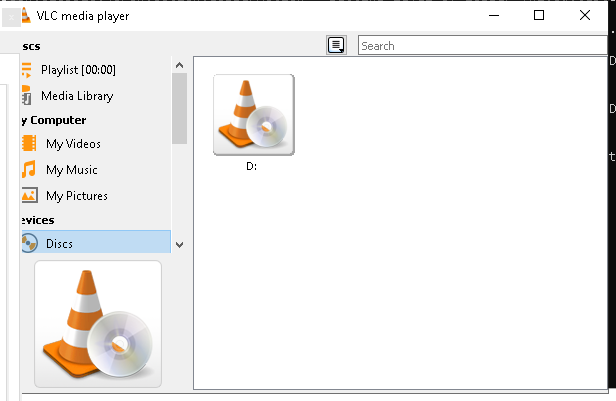 VLC media player
scs
Search
Playlist [00:00]
Media Library
y Computer
My Videos
My Music
My Pictures
evices
Discs
D:
D
D
t